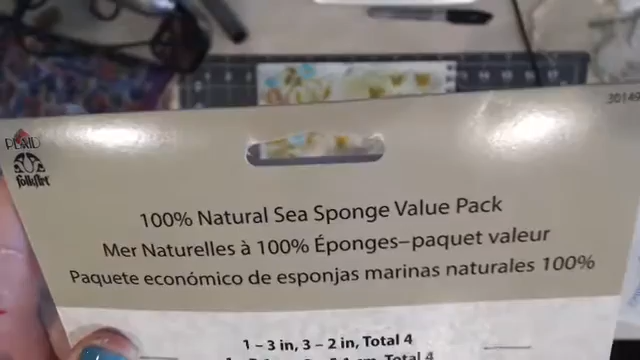 PLAID
FolkArt
100% Natural Sea Sponge Value Pack
Mer Naturelles à 100% Éponges–paquet valeur
Paquete económico de esponjas marinas naturales 100%
1 – 3 in, 3 – 2 in, Total 4
Total 4